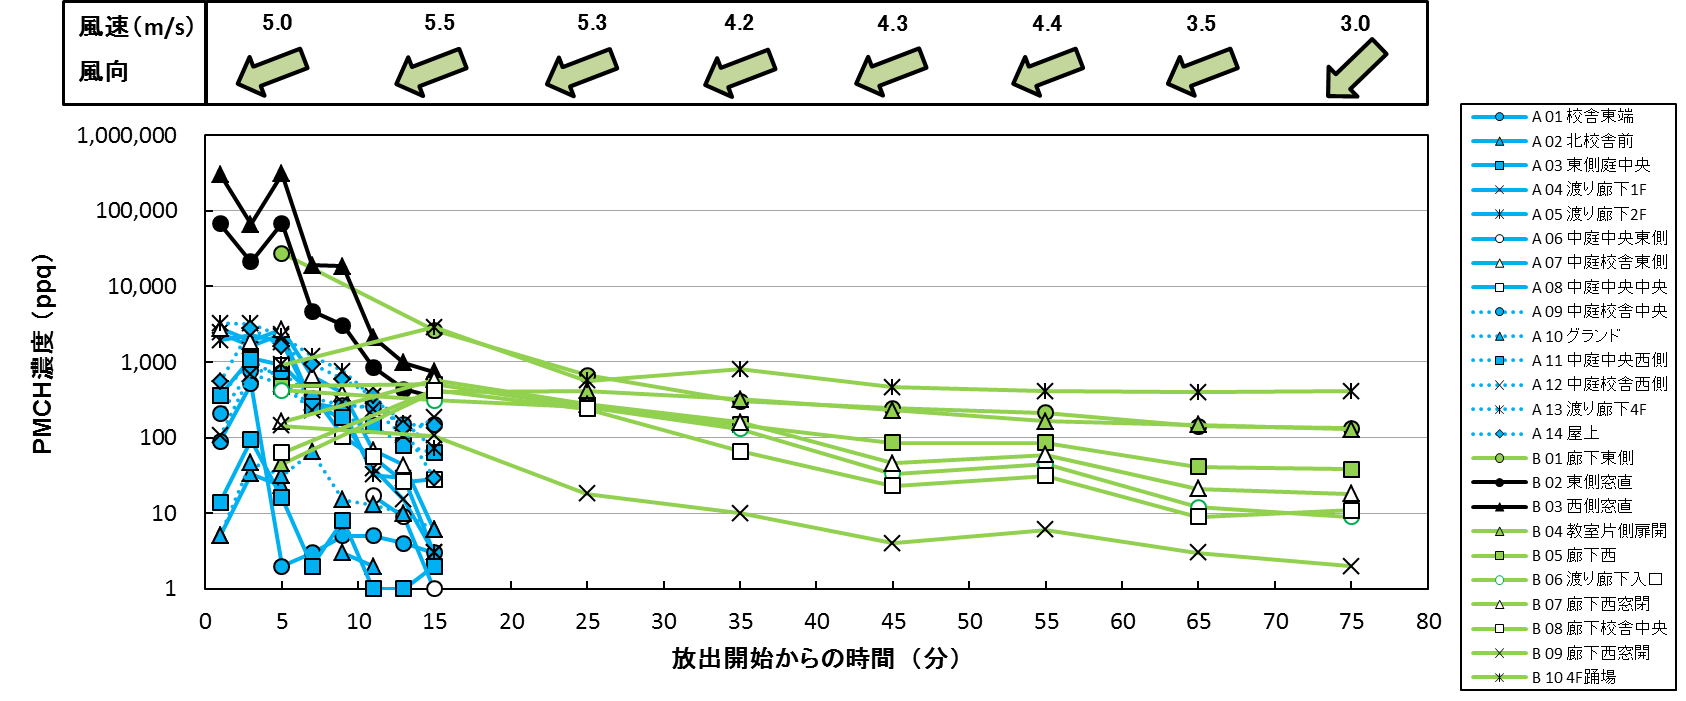 風速(m/s) 5.0 5.5 5.3 4.2 4.3 4.4 3.5 3.0
風向
1,000,000
100,000
10,000
1,000
100
10
1
PMCH濃度 (ppq)
0 5 10 15 20 25 30 35 40 45 50 55 60 65 70 75 80
放出開始からの時間 (分)
A 01 校舎東端
A 02 北校舎前
A 03 東側庭中央
A 04 渡り廊下1F
A 05 渡り廊下2F
A 06 中庭中央東側
A 07 中庭校舎東側
A 08 中庭中央中央
A 09 中庭校舎中央
A 10 グランド
A 11 中庭中央西側
A 12 中庭校舎西側
A 13 渡り廊下4F
A 14 屋上
B 01 廊下東側
B 02 東側窓直
B 03 西側窓直
B 04 教室片側扉開
B 05 廊下西
B 06 渡り廊下入口
B 07 廊下西窓閉
B 08 廊下校舎中央
B 09 廊下西窓開
B 10 4F踊場